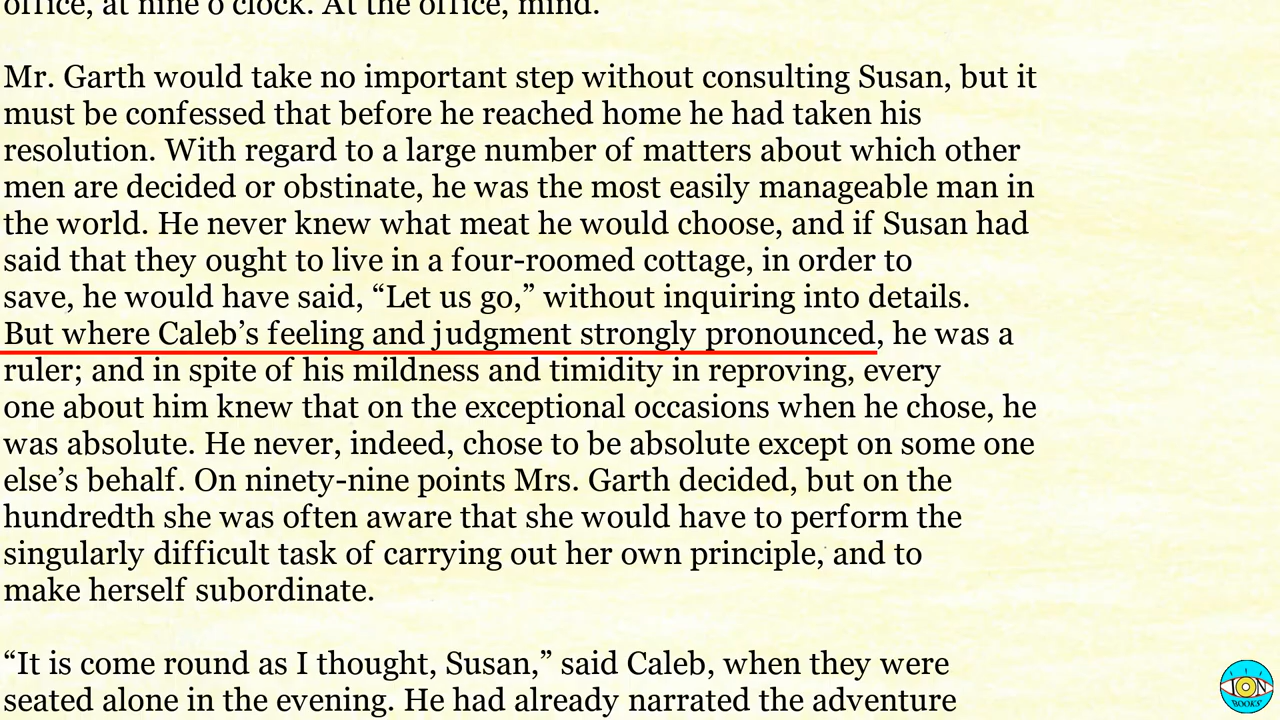 office, at nine o'clock. At the office, mind.
Mr. Garth would take no important step without consulting Susan, but it
must be confessed that before he reached home he had taken his
resolution. With regard to a large number of matters about which other
men are decided or obstinate, he was the most easily manageable man in
the world. He never knew what meat he would choose, and if Susan had
said that they ought to live in a four-roomed cottage, in order to
save, he would have said, “Let us go,” without inquiring into details.
But where Caleb’s feeling and judgment strongly pronounced, he was a
ruler; and in spite of his mildness and timidity in reproving, every
one about him knew that on the exceptional occasions when he chose, he
was absolute. He never, indeed, chose to be absolute except on some one
else’s behalf. On ninety-nine points Mrs. Garth decided, but on the
hundredth she was often aware that she would have to perform the
singularly difficult task of carrying out her own principle, and to
make herself subordinate.
“It is come round as I thought, Susan,” said Caleb, when they were
seated alone in the evening. He had already narrated the adventure
I
ION
BOOKS